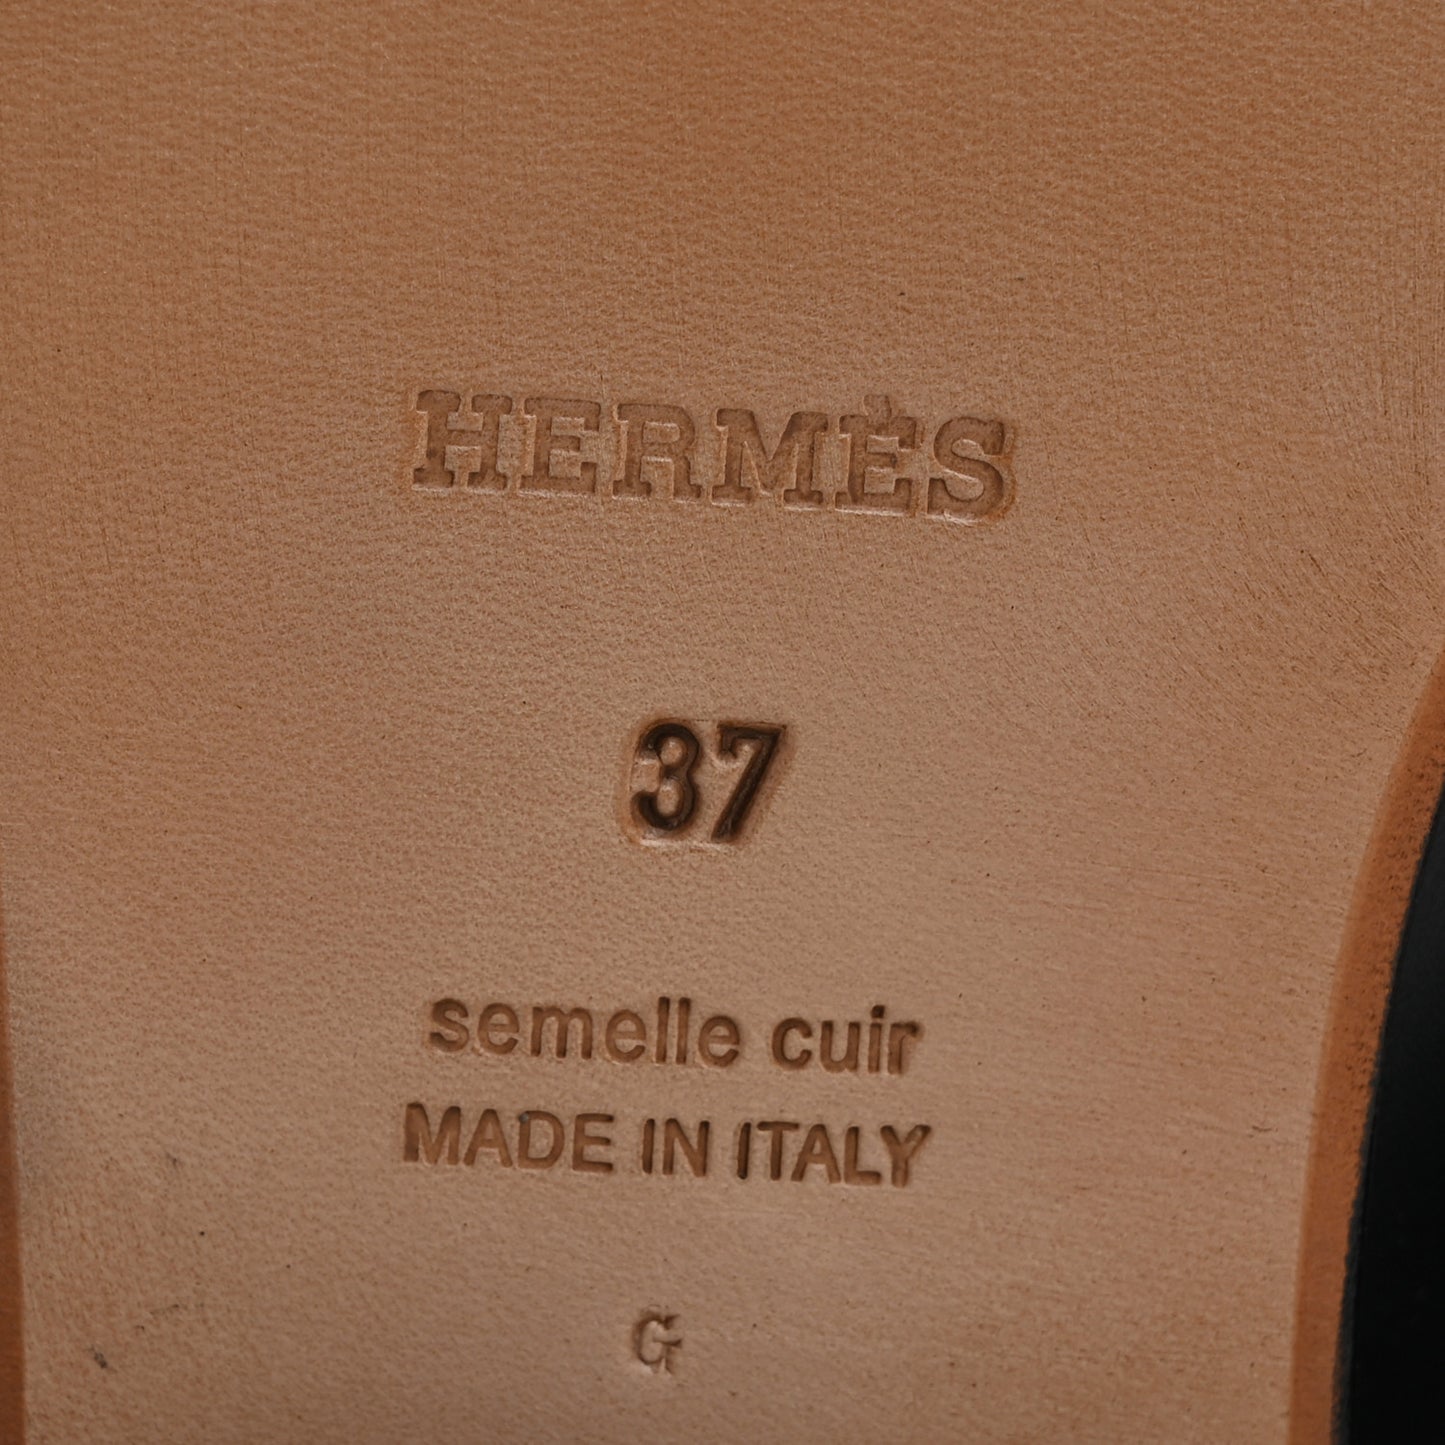 HERMÈS
37
semelle cuir
MADE IN ITALY
G